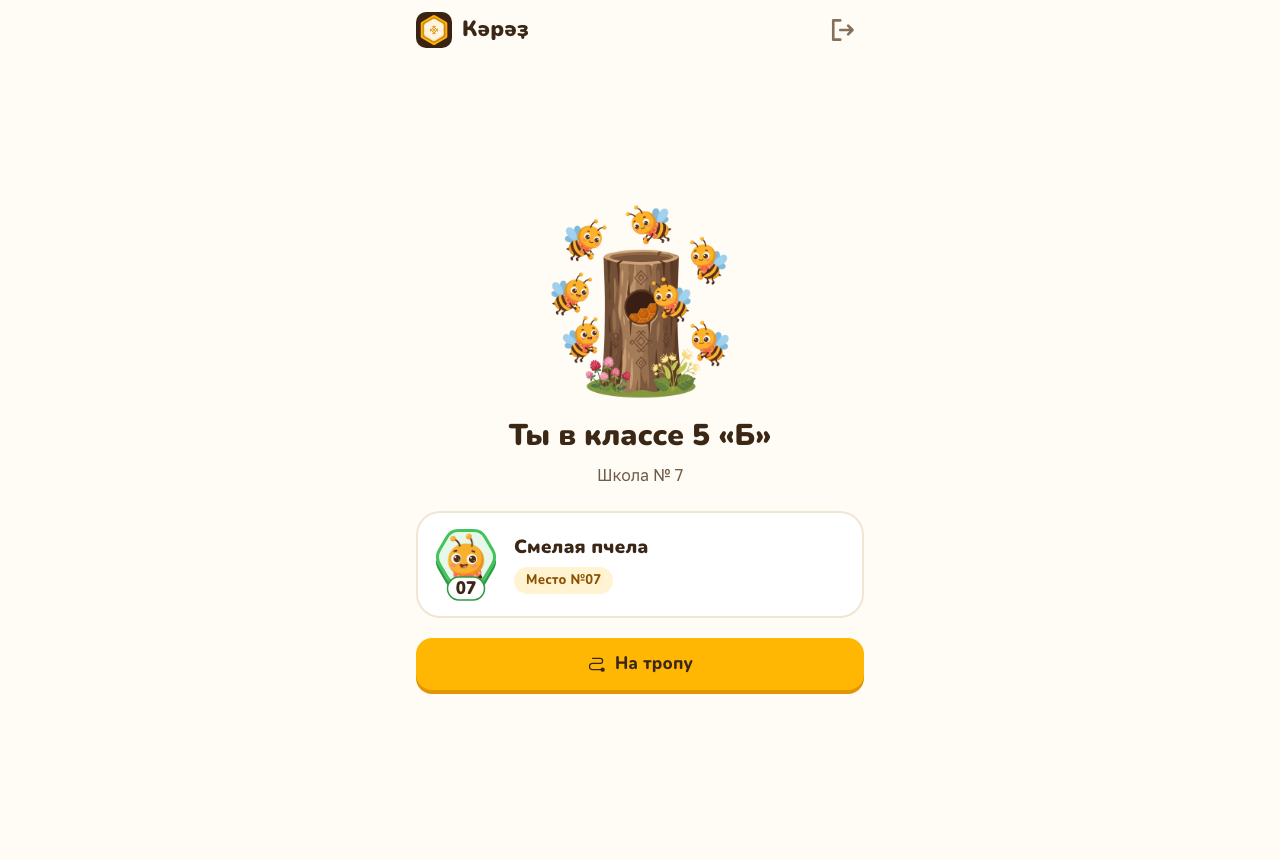 Кәрәҙ
Ты в классе 5 «Б»
Школа № 7
Смелая пчела
Место №07
07
На тропу